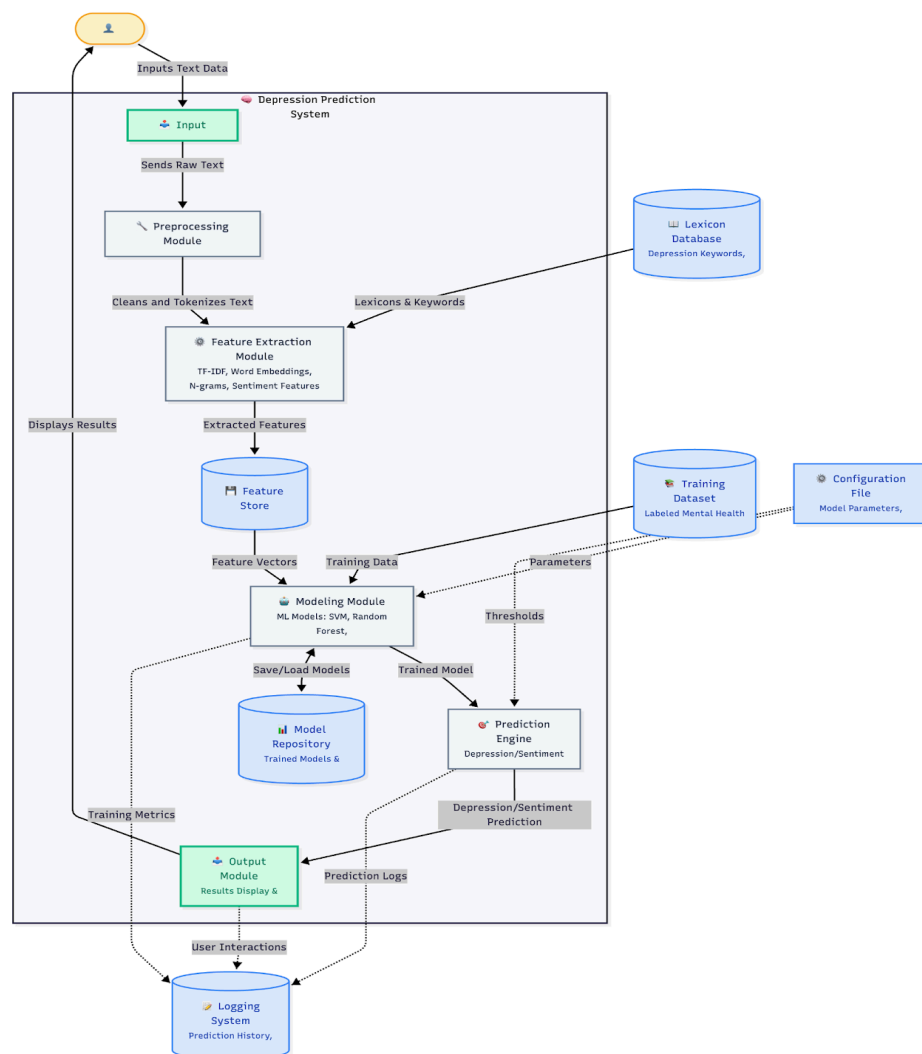 Inputs Text Data
Depression Prediction
System
Input
Sends Raw Text
Preprocessing
Module
Lexicon
Database
Depression Keywords,
Cleans and Tokenizes Text
Lexicons & Keywords
Feature Extraction
Module
TF-IDF, Word Embeddings,
N-grams, Sentiment Features
Displays Results
Extracted Features
Feature
Store
Training
Dataset
Labeled Mental Health
Configuration
File
Model Parameters,
Feature Vectors
Training Data
Parameters
Modeling Module
ML Models: SVM, Random
Forest,
Thresholds
Save/Load Models
Trained Model
Model
Repository
Trained Models &
Prediction
Engine
Depression/Sentiment
Training Metrics
Depression/Sentiment
Prediction
Output
Module
Results Display &
Prediction Logs
User Interactions
Logging
System
Prediction History,